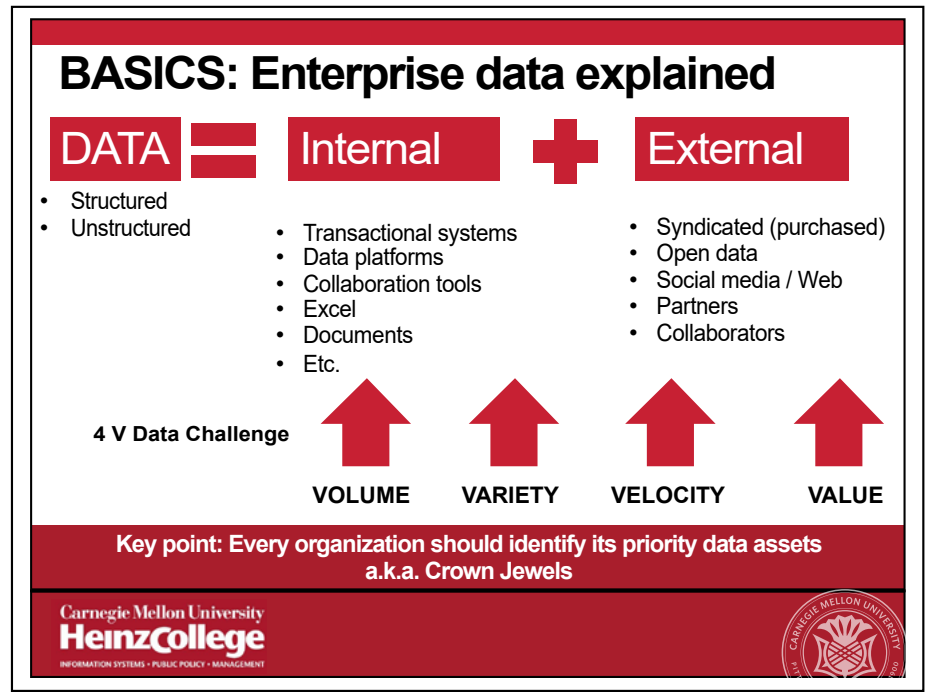 BASICS: Enterprise data explained
DATA = Internal + External
• Structured
• Unstructured
• Transactional systems
• Data platforms
• Collaboration tools
• Excel
• Documents
• Etc.
• Syndicated (purchased)
• Open data
• Social media / Web
• Partners
• Collaborators
4 V Data Challenge
VOLUME VARIETY VELOCITY VALUE
Key point: Every organization should identify its priority data assets
a.k.a. Crown Jewels
Carnegie Mellon University
HeinzCollege
INFORMATION SYSTEMS • PUBLIC POLICY • MANAGEMENT
CARNEGIE MELLON UNIVERSITY